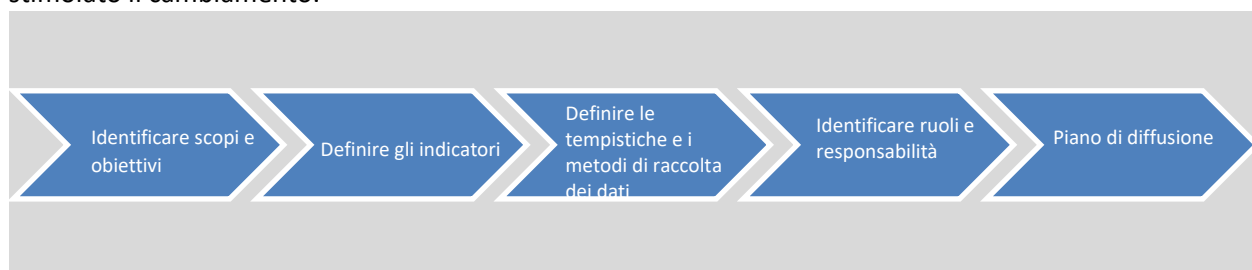 stimolato il cambiamento.
Identificare scopi e
obiettivi
Definire gli indicatori
Definire le
tempistiche e i
metodi di raccolta
dei dati
Identificare ruoli e
responsabilità
Piano di diffusione